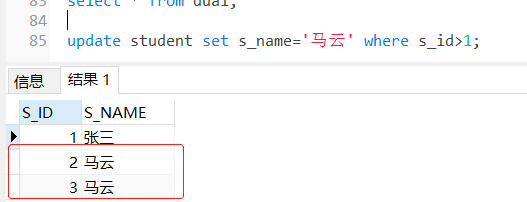 83 select * from dual;
84
85 update student set s_name='马云' where s_id>1;
信息 结果 1
S_ID S_NAME
1 张三
2 马云
3 马云